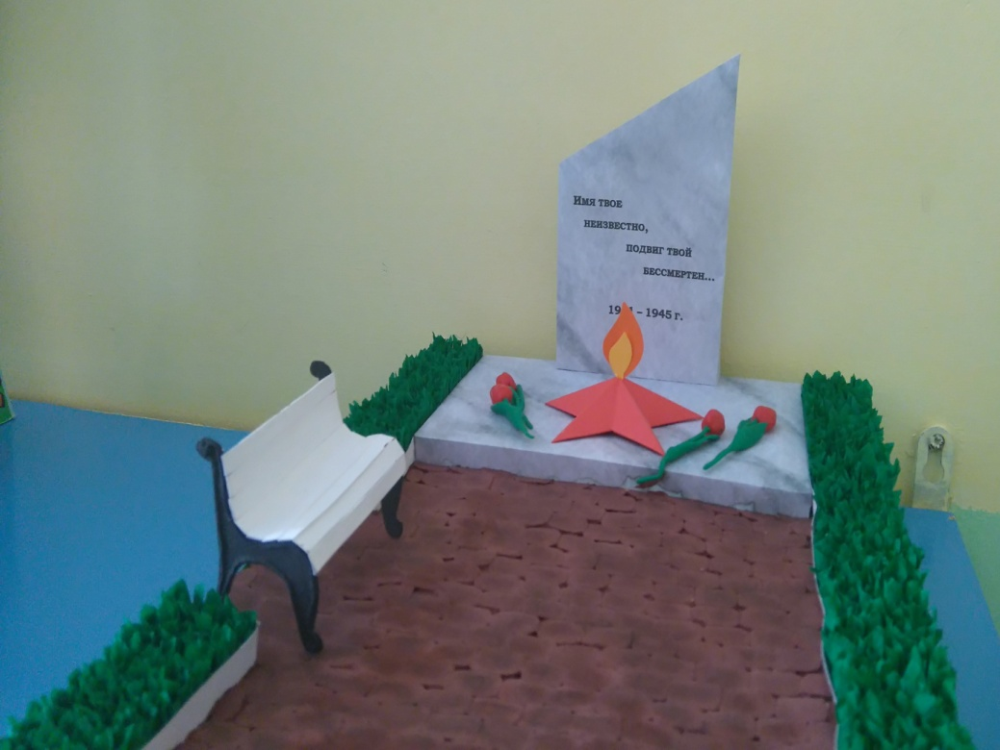 Имя твое
неизвестно,
подвиг твой
бессмертен...
– 1945 г.